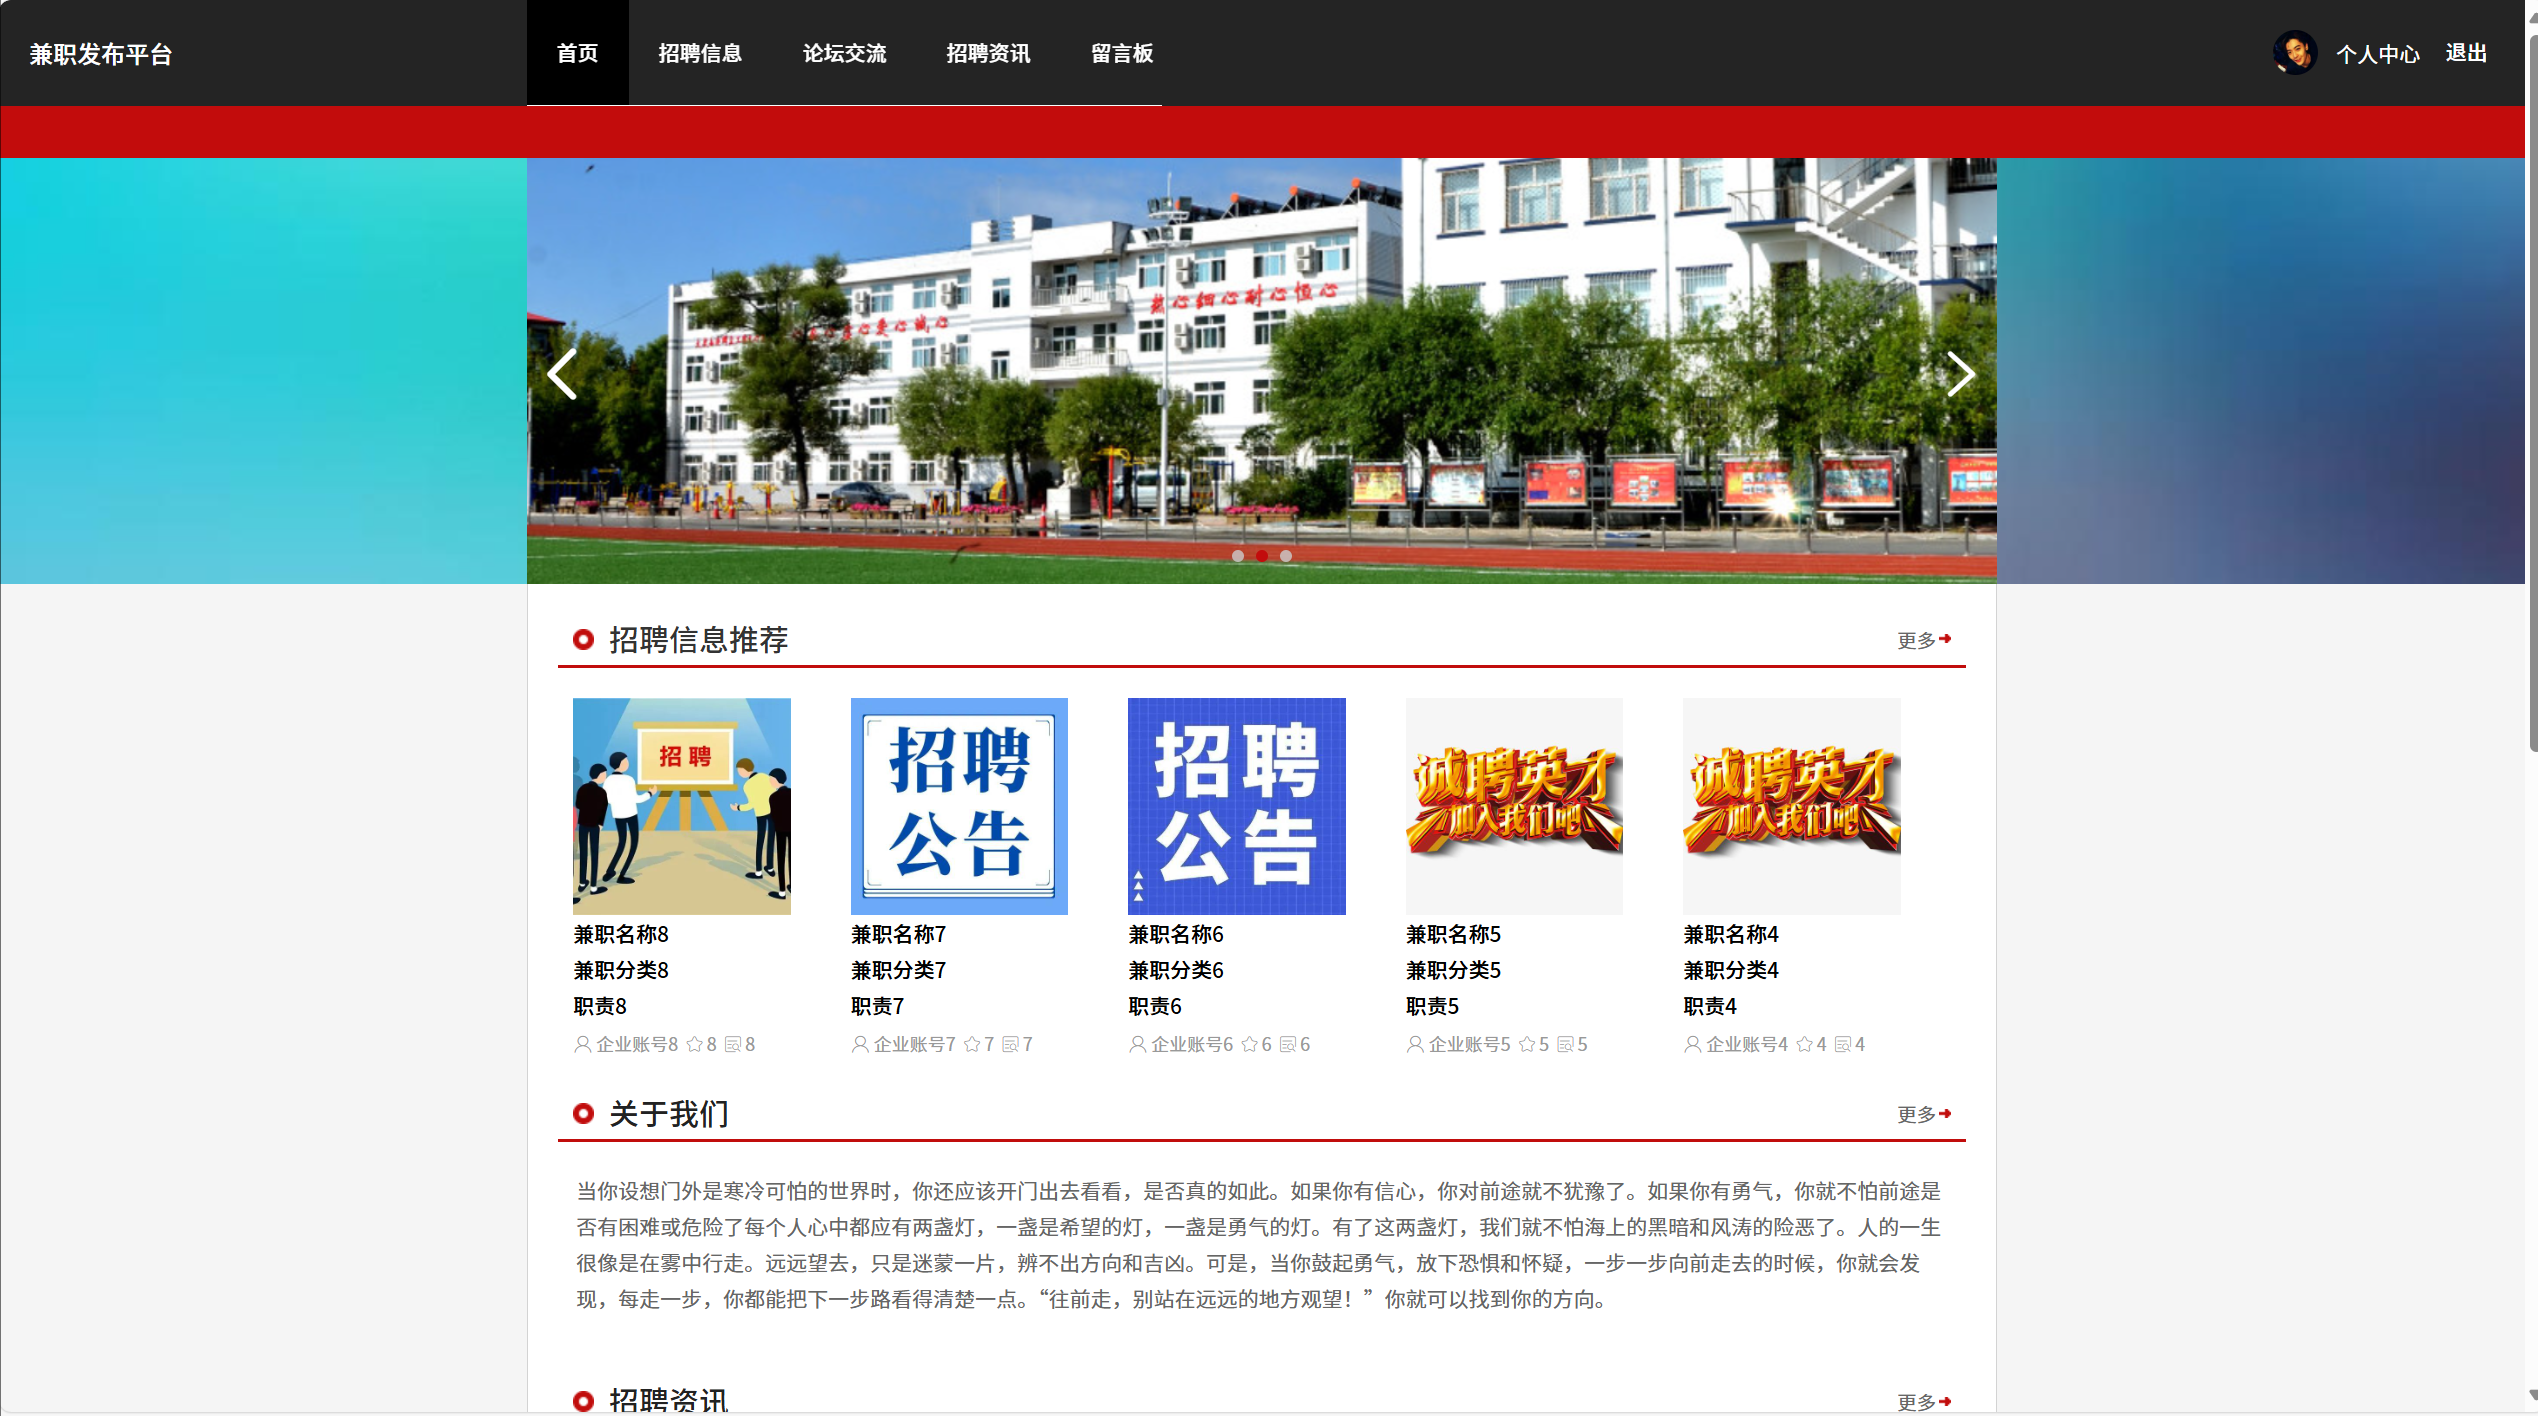 兼职发布平台
首页 招聘信息 论坛交流 招聘资讯 留言板
个人中心 退出
热心细心耐心恒心
招聘信息推荐 更多
招聘
招聘公告
招聘公告
诚聘英才
加入我们吧
诚聘英才
加入我们吧
兼职名称8 兼职名称7 兼职名称6 兼职名称5 兼职名称4
兼职分类8 兼职分类7 兼职分类6 兼职分类5 兼职分类4
职责8 职责7 职责6 职责5 职责4
企业账号8 8 8 企业账号7 7 7 企业账号6 6 6 企业账号5 5 5 企业账号4 4 4
关于我们 更多
当你设想门外是寒冷可怕的世界时，你还应该开门出去看看，是否真的如此。如果你有信心，你对前途就不犹豫了。如果你有勇气，你就不怕前途是
否有困难或危险了每个人心中都应有两盏灯，一盏是希望的灯，一盏是勇气的灯。有了这两盏灯，我们就不怕海上的黑暗和风涛的险恶了。人的一生
很像是在雾中行走。远远望去，只是迷蒙一片，辨不出方向和吉凶。可是，当你鼓起勇气，放下恐惧和怀疑，一步一步向前走去的时候，你就会发
现，每走一步，你都能把下一步路看得清楚一点。“往前走，别站在远远的地方观望！”你就可以找到你的方向。
招聘资讯 更多